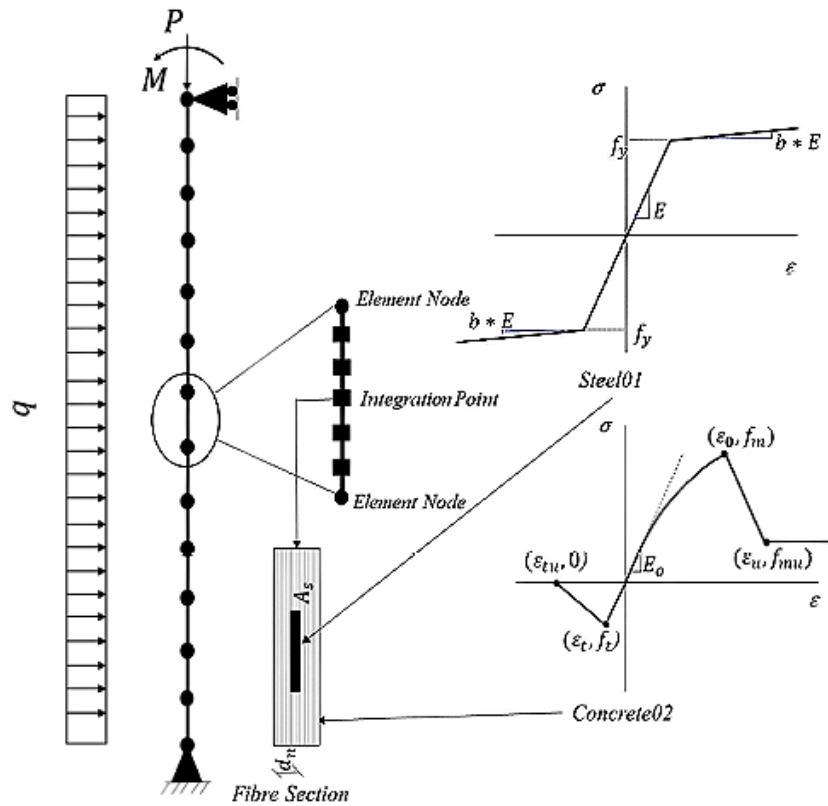 P
M
q
Element Node
Integration Point
Element Node
A_s
d_n
Fibre Section
σ
f_y
b * E
E
ε
b * E
f_y
Steel01
σ
(ε_0, f_m)
(ε_tu, 0)
E_o
(ε_u, f_mu)
ε
(ε_t, f_t)
Concrete02